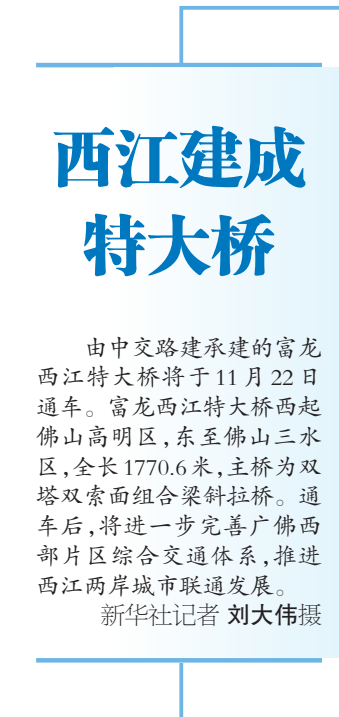 西江建成
特大桥
由中交路建承建的富龙
西江特大桥将于11月22日
通车。富龙西江特大桥西起
佛山高明区,东至佛山三水
区,全长1770.6米,主桥为双
塔双索面组合梁斜拉桥。通
车后,将进一步完善广佛西
部片区综合交通体系,推进
西江两岸城市联通发展。
新华社记者 刘大伟摄